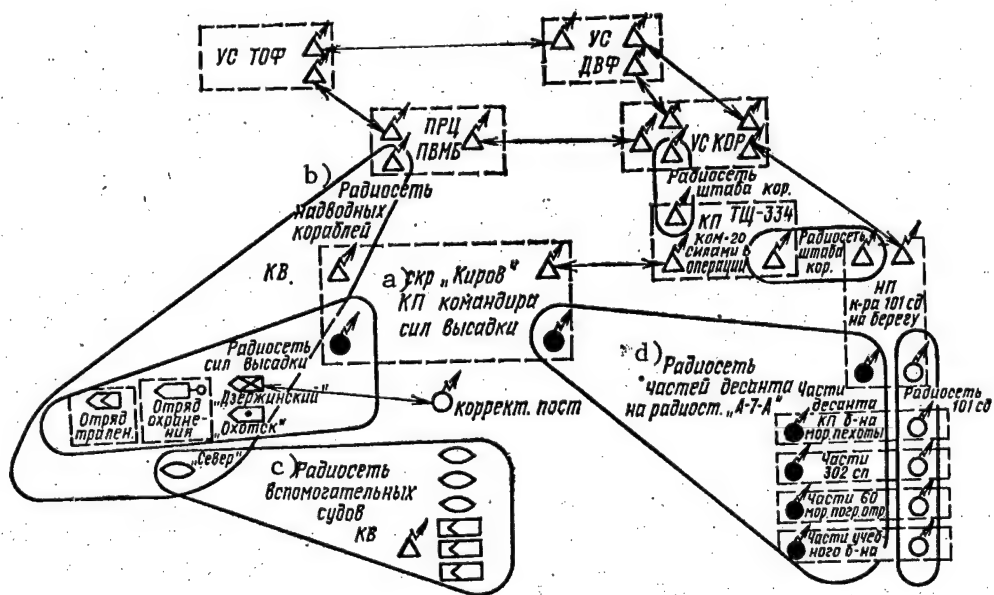 УС ТОФ
УС
ДВФ
ПРЦ
ПВМБ
УС КОР
b)
Радиосеть
надводных
кораблей
Радиосеть
штаба кор.
КП ТЩ-334
ком-го
силами в
операции
Радиосеть
штаба
кор.
НП
к-ра 101 сд
на берегу
КВ.
a) скр „Киров"
КП командира
сил высадки
Радиосеть
сил высадки
Отряд
трален.
Отряд
охране-
ния
„Дзержинский"
„Охотск"
коррект. пост
d) Радиосеть
частей десанта
на радиост. „А-7-А"
Части
десанта
КП б-на
мор. пехоты
Части
302 сп
Части 60
мор. погр. отр.
Части учеб-
ного б-на
Радиосеть
101 сд
„Север"
c) Радиосеть
вспомогательных
судов
КВ